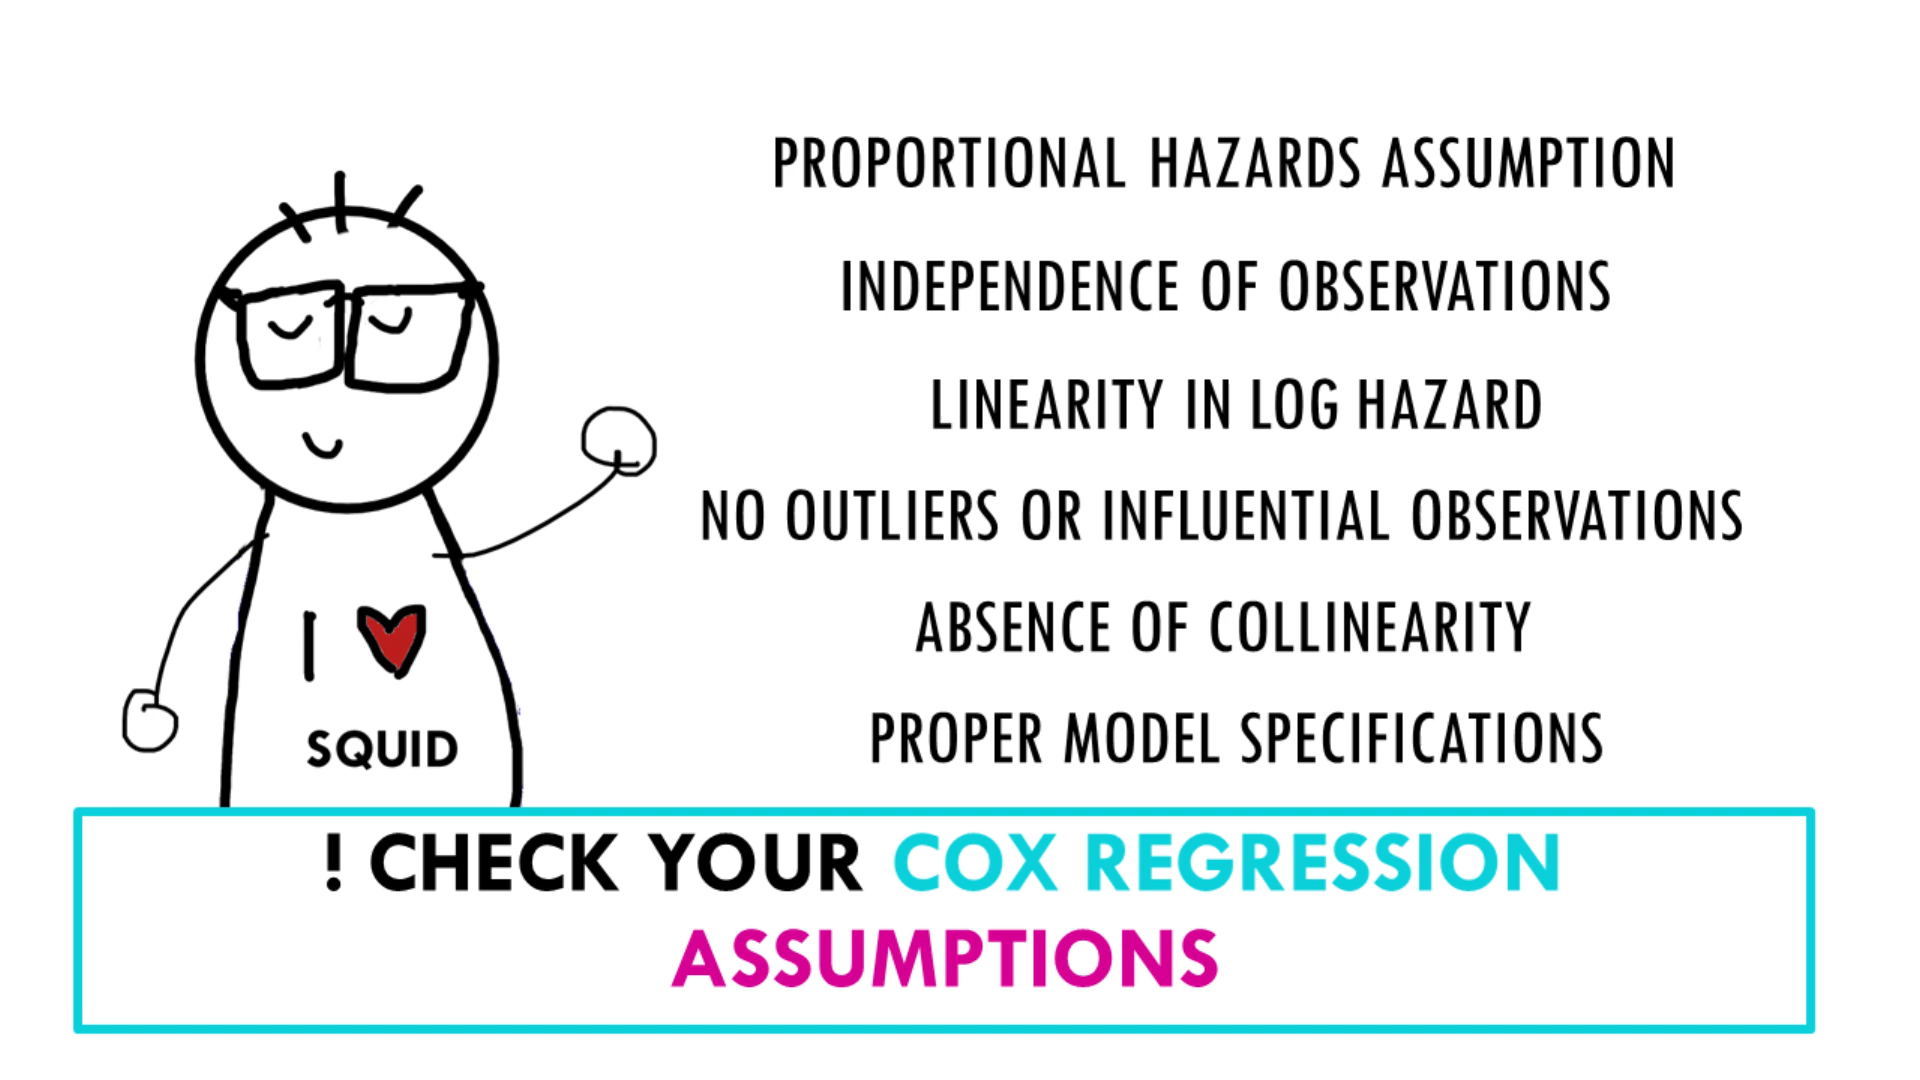 PROPORTIONAL HAZARDS ASSUMPTION
INDEPENDENCE OF OBSERVATIONS
LINEARITY IN LOG HAZARD
NO OUTLIERS OR INFLUENTIAL OBSERVATIONS
ABSENCE OF COLLINEARITY
PROPER MODEL SPECIFICATIONS
I ♥
SQUID
! CHECK YOUR COX REGRESSION
ASSUMPTIONS